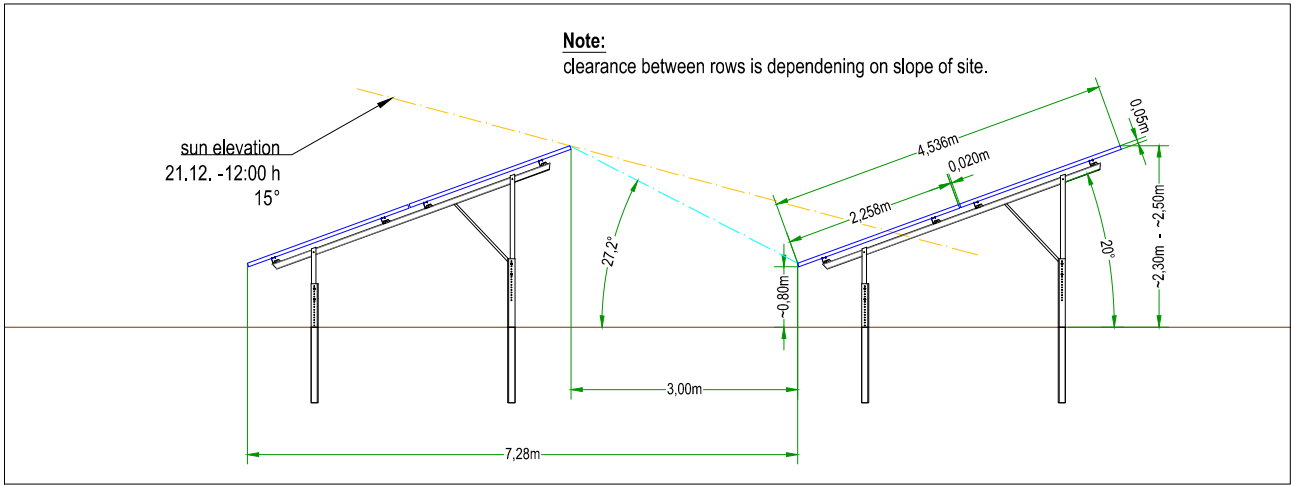 Note:
clearance between rows is dependening on slope of site.
sun elevation
21.12. -12:00 h
15°
4,536m
0,05m
0,020m
2,258m
27,2°
20°
~0,80m
~2,30m - ~2,50m
3,00m
7,28m